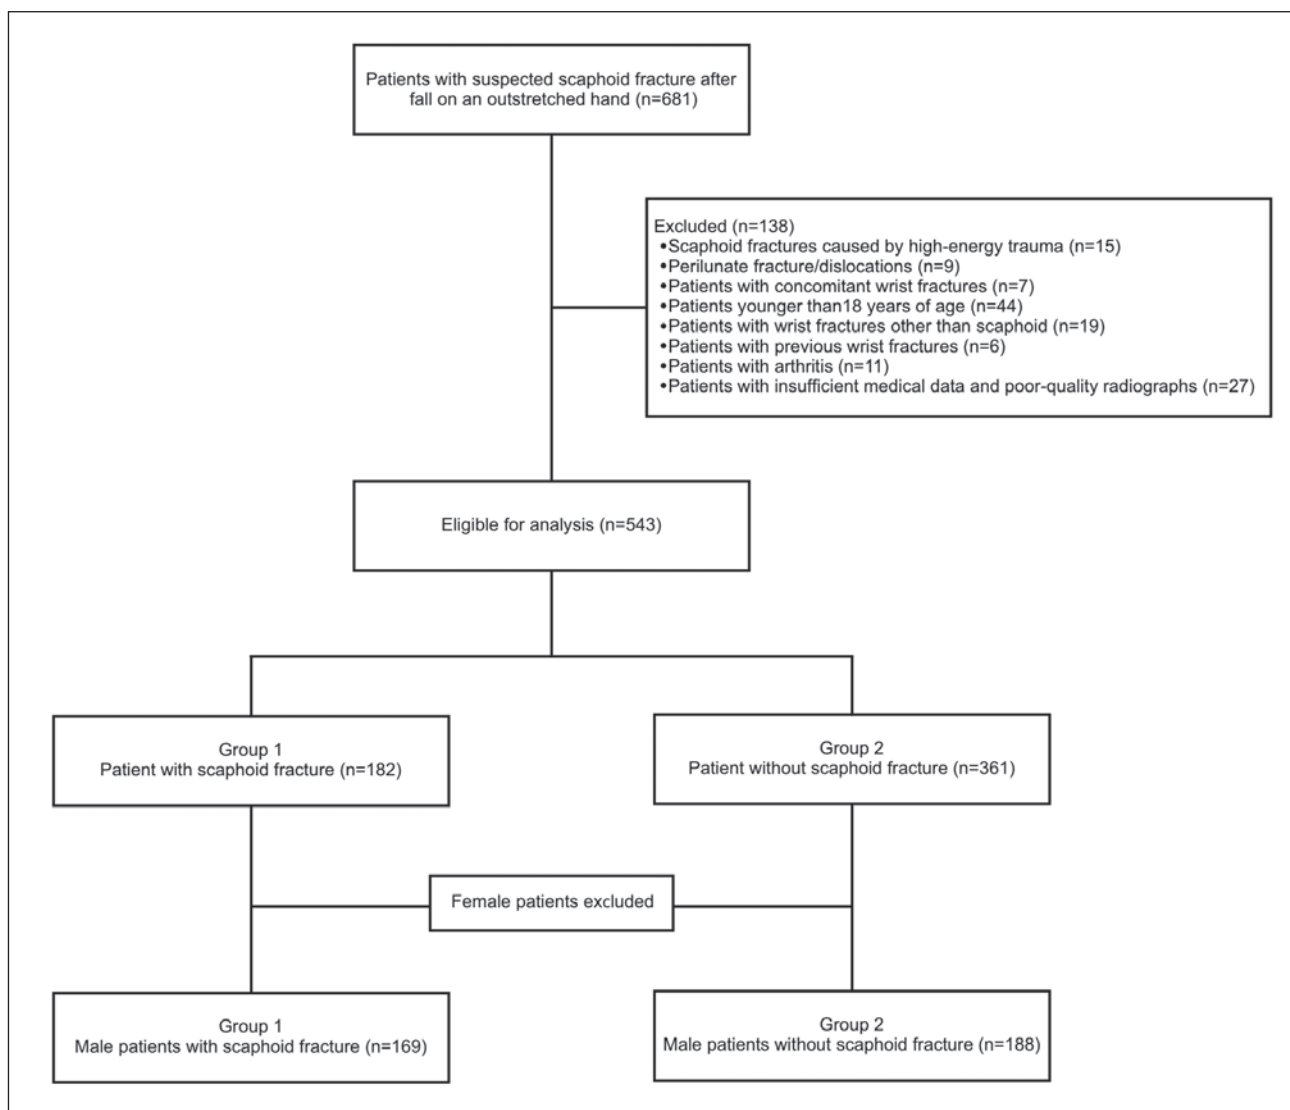 Patients with suspected scaphoid fracture after
fall on an outstretched hand (n=681)
Excluded (n=138)
•Scaphoid fractures caused by high-energy trauma (n=15)
•Perilunate fracture/dislocations (n=9)
•Patients with concomitant wrist fractures (n=7)
•Patients younger than18 years of age (n=44)
•Patients with wrist fractures other than scaphoid (n=19)
•Patients with previous wrist fractures (n=6)
•Patients with arthritis (n=11)
•Patients with insufficient medical data and poor-quality radiographs (n=27)
Eligible for analysis (n=543)
Group 1
Patient with scaphoid fracture (n=182)
Group 2
Patient without scaphoid fracture (n=361)
Female patients excluded
Group 1
Male patients with scaphoid fracture (n=169)
Group 2
Male patients without scaphoid fracture (n=188)